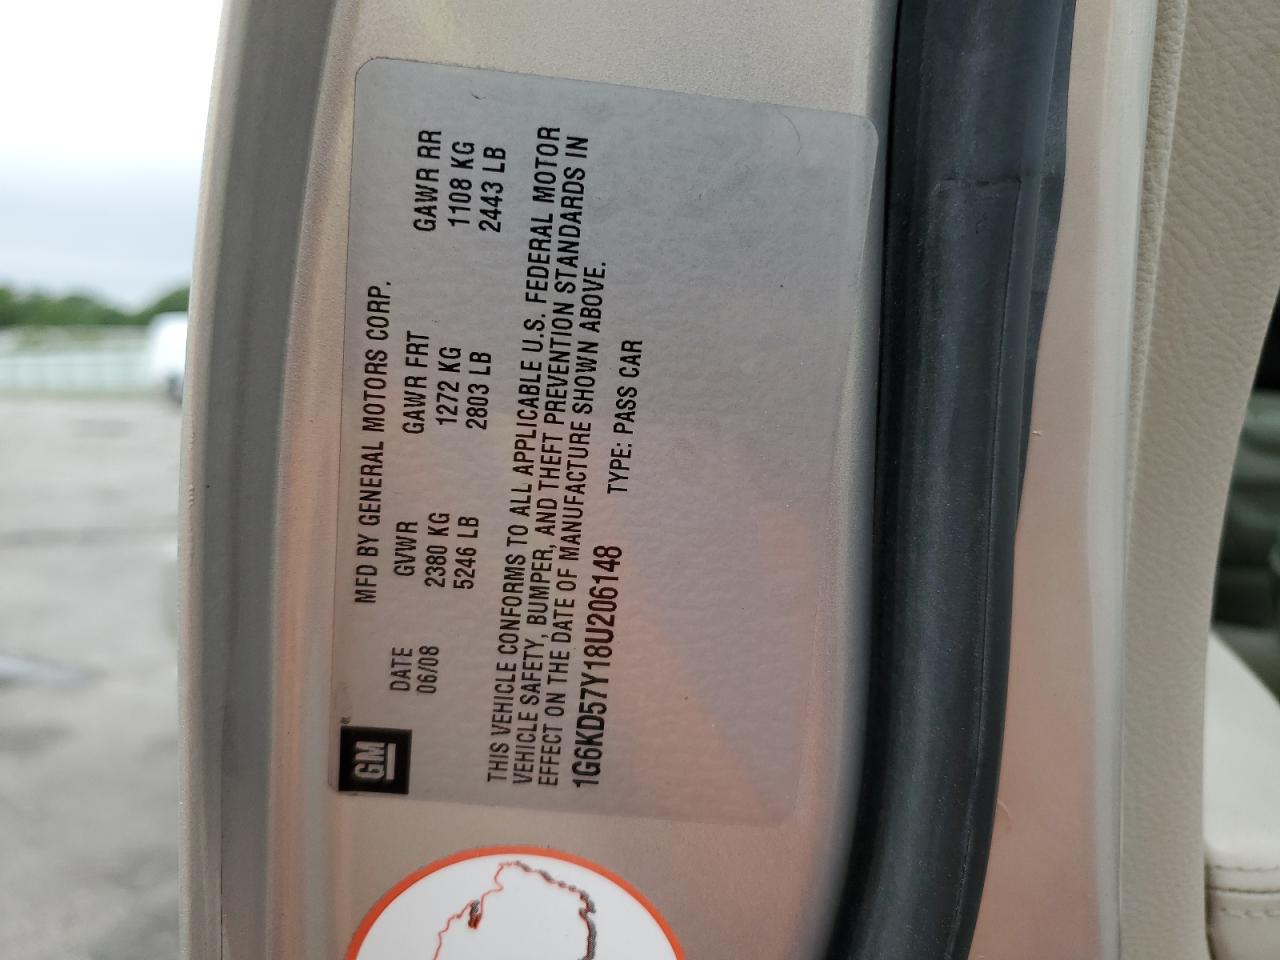 GM
MFD BY GENERAL MOTORS CORP.
DATE GVWR GAWR FRT GAWR RR
06/08 2380 KG 1272 KG 1108 KG
5246 LB 2803 LB 2443 LB
THIS VEHICLE CONFORMS TO ALL APPLICABLE U.S. FEDERAL MOTOR
VEHICLE SAFETY, BUMPER, AND THEFT PREVENTION STANDARDS IN
EFFECT ON THE DATE OF MANUFACTURE SHOWN ABOVE.
1G6KD57Y18U206148 TYPE: PASS CAR